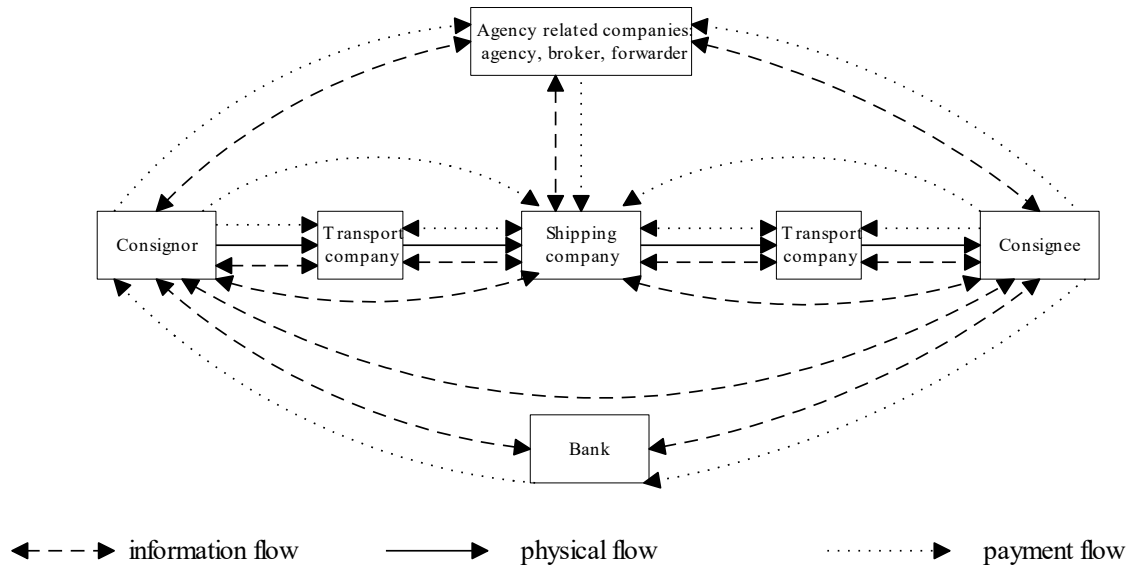 Agency related companies:
agency, broker, forwarder
Consignor
Transport
company
Shipping
company
Transport
company
Consignee
Bank
information flow
physical flow
payment flow